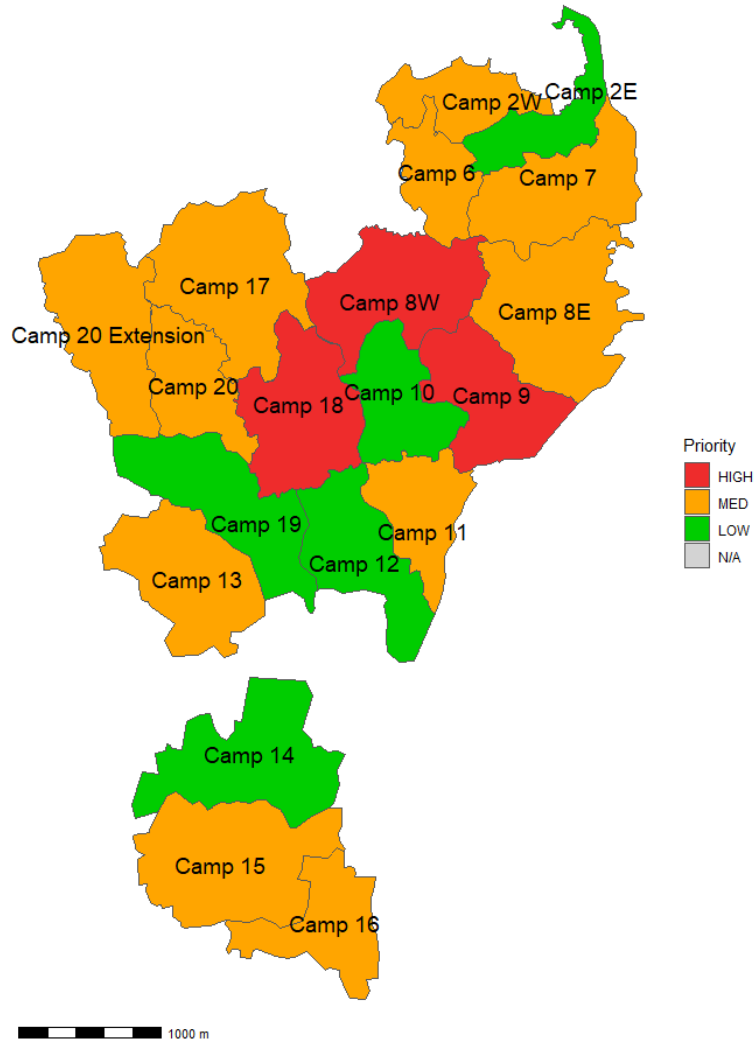 Camp 2E
Camp 2W
Camp 6
Camp 7
Camp 17
Camp 8W
Camp 8E
Camp 20 Extension
Camp 20
Camp 10
Camp 9
Camp 18
Camp 19
Camp 11
Camp 12
Camp 13
Priority
HIGH
MED
LOW
N/A
Camp 14
Camp 15
Camp 16
1000 m